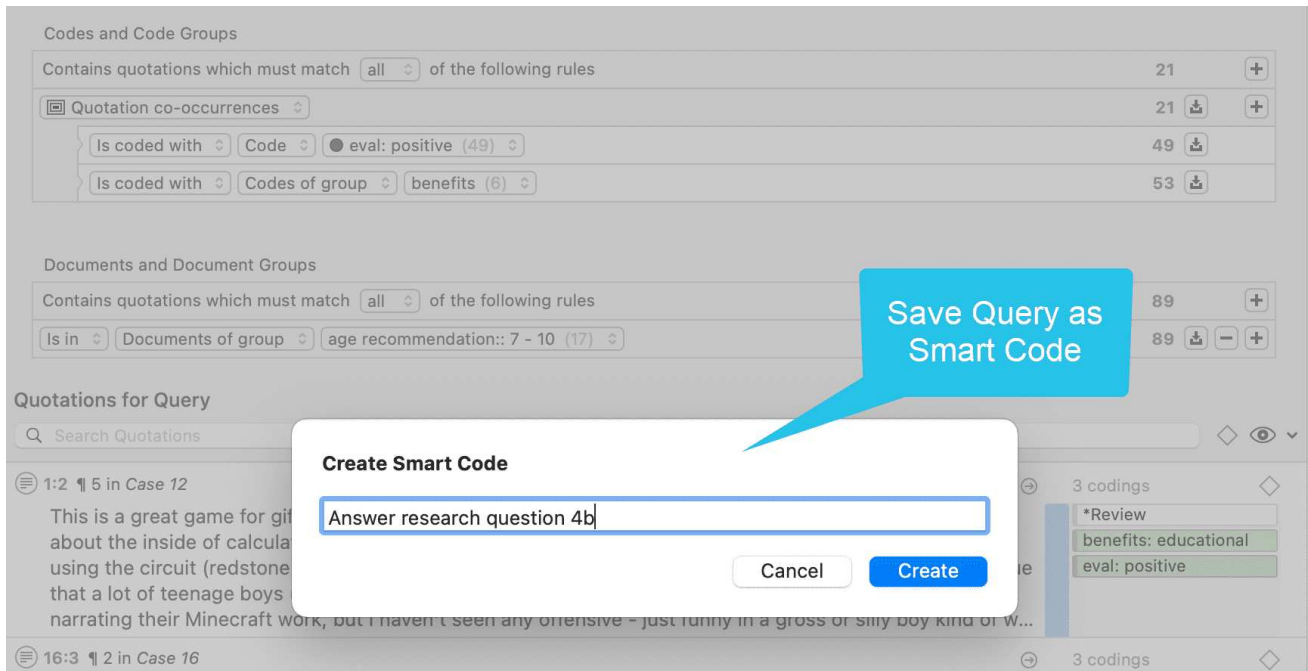 Codes and Code Groups
Contains quotations which must match all of the following rules 21
Quotation co-occurrences 21
Is coded with Code eval: positive (49) 49
Is coded with Codes of group benefits (6) 53
Documents and Document Groups
Contains quotations which must match all of the following rules 89
Is in Documents of group age recommendation:: 7 - 10 (17) 89
Save Query as
Smart Code
Quotations for Query
Search Quotations
Create Smart Code
Answer research question 4b
Cancel Create
1:2 ¶ 5 in Case 12 3 codings
This is a great game for *Review
about the inside of benefits: educational
using the circuit (redstone eval: positive
that a lot of teenage boys
narrating their Minecraft work, but I haven't seen any offensive - just funny in a gross or silly boy kind of w...
16:3 ¶ 2 in Case 16 3 codings